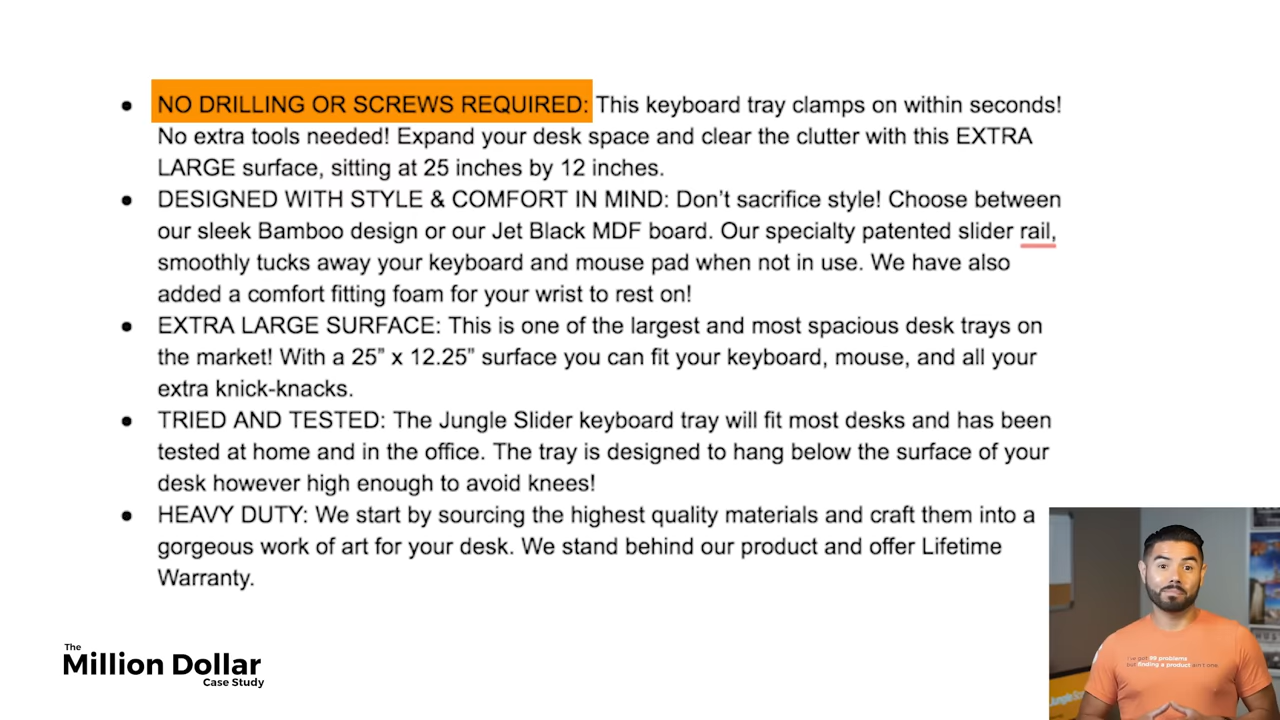 NO DRILLING OR SCREWS REQUIRED: This keyboard tray clamps on within seconds!
No extra tools needed! Expand your desk space and clear the clutter with this EXTRA
LARGE surface, sitting at 25 inches by 12 inches.
DESIGNED WITH STYLE & COMFORT IN MIND: Don’t sacrifice style! Choose between
our sleek Bamboo design or our Jet Black MDF board. Our specialty patented slider rail,
smoothly tucks away your keyboard and mouse pad when not in use. We have also
added a comfort fitting foam for your wrist to rest on!
EXTRA LARGE SURFACE: This is one of the largest and most spacious desk trays on
the market! With a 25” x 12.25” surface you can fit your keyboard, mouse, and all your
extra knick-knacks.
TRIED AND TESTED: The Jungle Slider keyboard tray will fit most desks and has been
tested at home and in the office. The tray is designed to hang below the surface of your
desk however high enough to avoid knees!
HEAVY DUTY: We start by sourcing the highest quality materials and craft them into a
gorgeous work of art for your desk. We stand behind our product and offer Lifetime
Warranty.
The
Million Dollar
Case Study
I've got 99 problems
but finding a product ain't one.